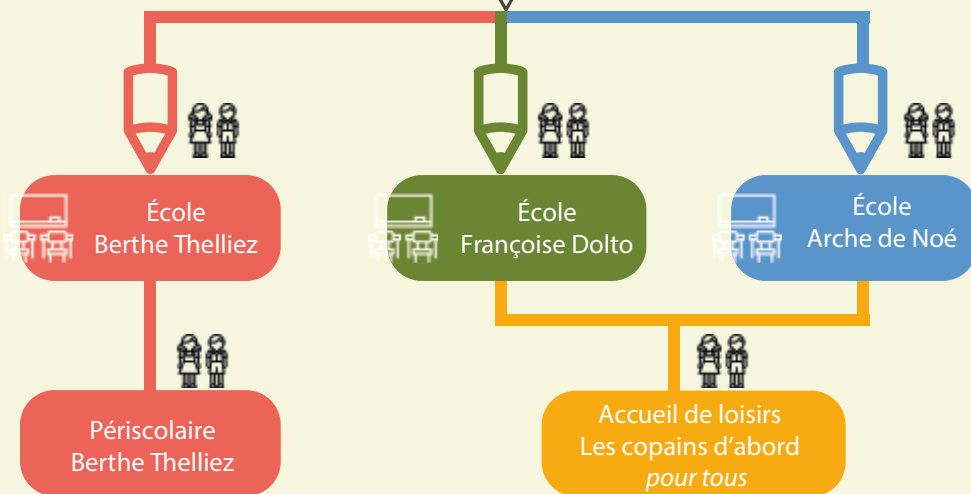 École
Berthe Thelliez
École
Françoise Dolto
École
Arche de Noé
Périscolaire
Berthe Thelliez
Accueil de loisirs
Les copains d'abord
pour tous